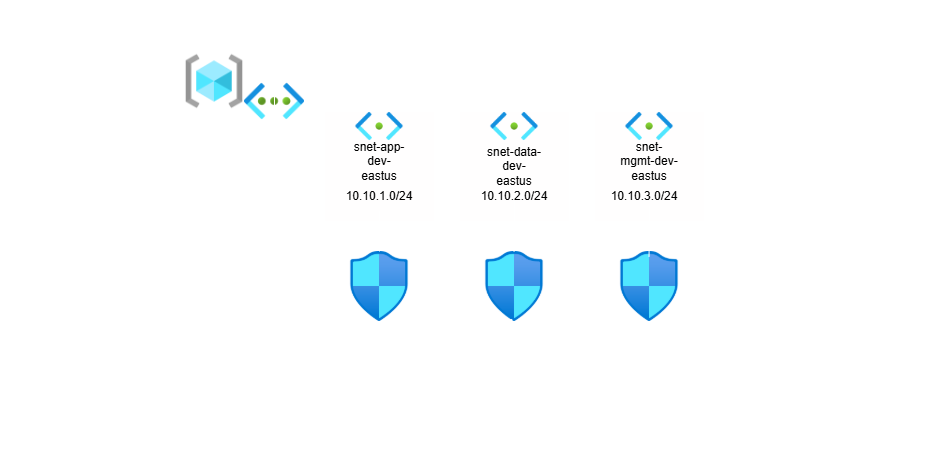 snet-app-
dev-
eastus
10.10.1.0/24
snet-data-
dev-
eastus
10.10.2.0/24
snet-
mgmt-dev-
eastus
10.10.3.0/24